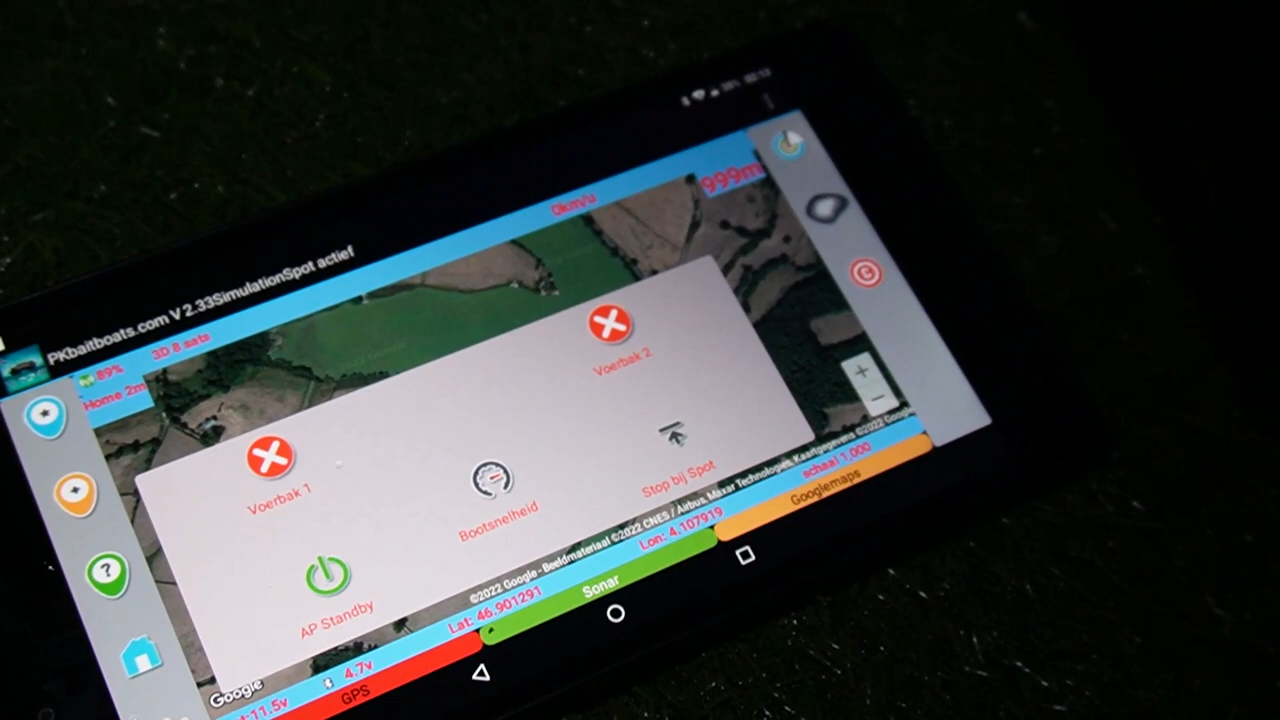 PKbaitboats.com V 2.33SimulationSpot actief
89%
3D 8 sats
0km/u
999m
Home 2m
Voerbak 1
Voerbak 2
Bootsnelheid
Stop bij Spot
AP Standby
+
−
Google
©2022 Google - Beeldmateriaal ©2022 CNES / Airbus, Maxar Technologies, Kaartgegevens ©2022 Google
:11.5v
4.7v
Lat: 46.901291
Lon: 4.107919
schaal 1,000
GPS
Sonar
Googlemaps